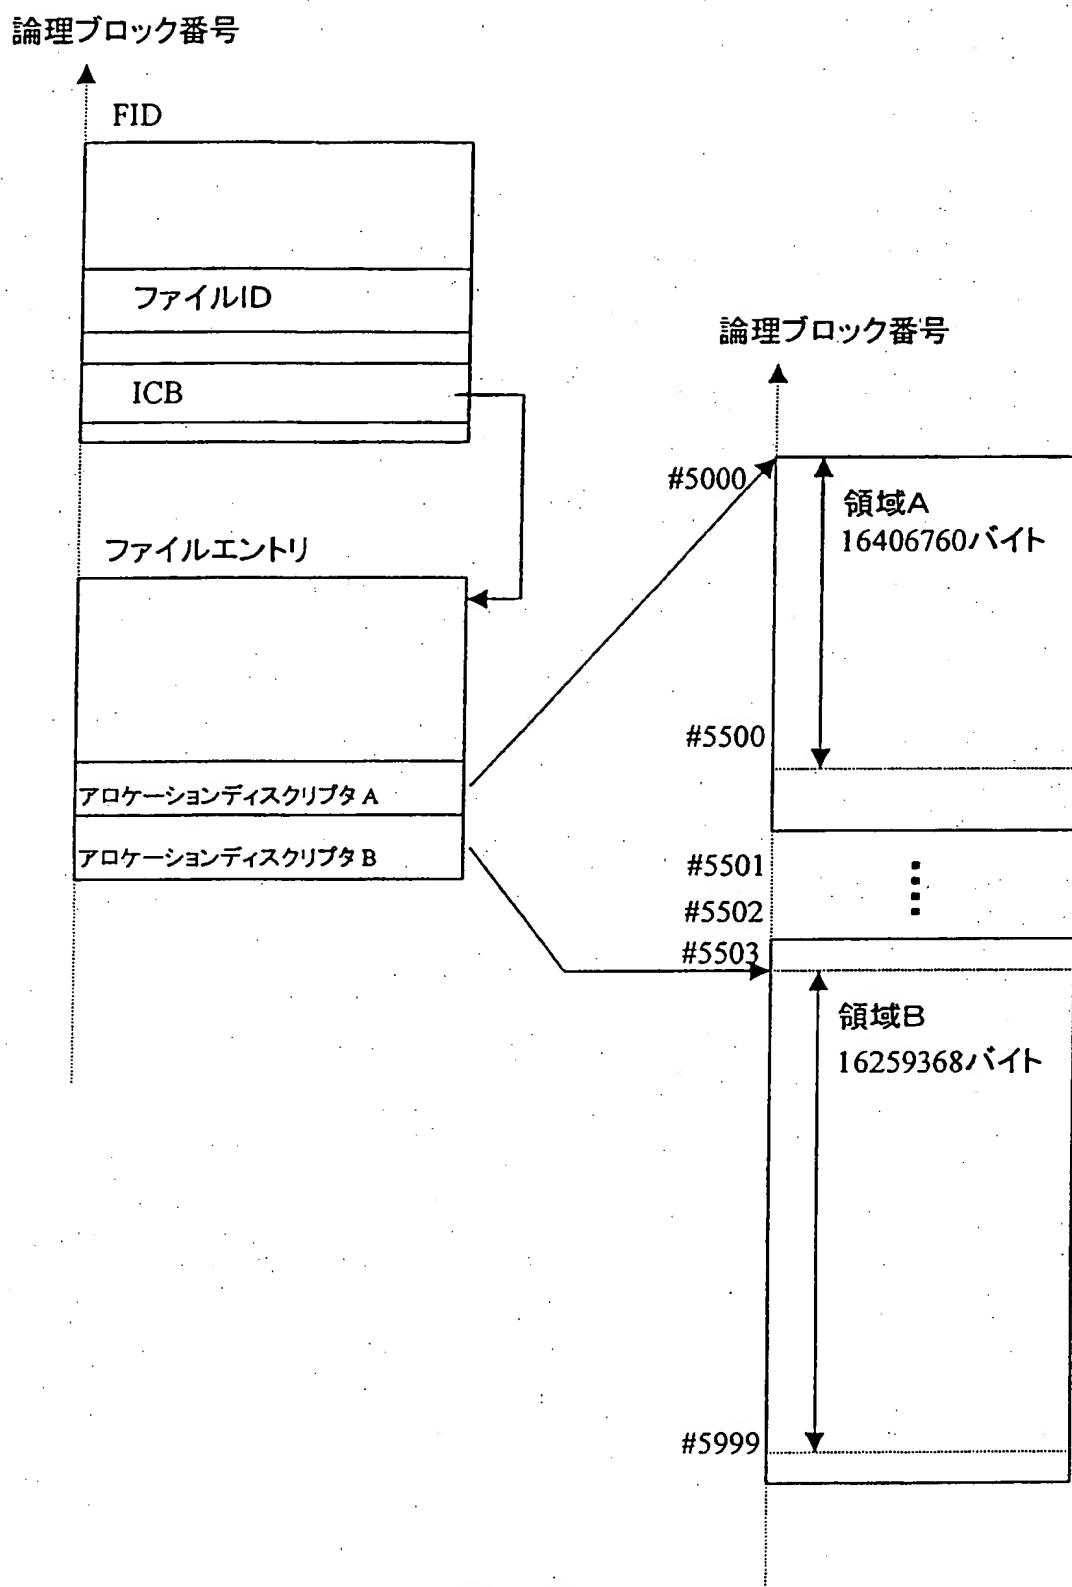 論理ブロック番号
FID
ファイルID
ICB
ファイルエントリ
アロケーションディスクリプタ A
アロケーションディスクリプタ B
論理ブロック番号
#5000
領域A
16406760バイト
#5500
#5501
#5502
#5503
領域B
16259368バイト
#5999